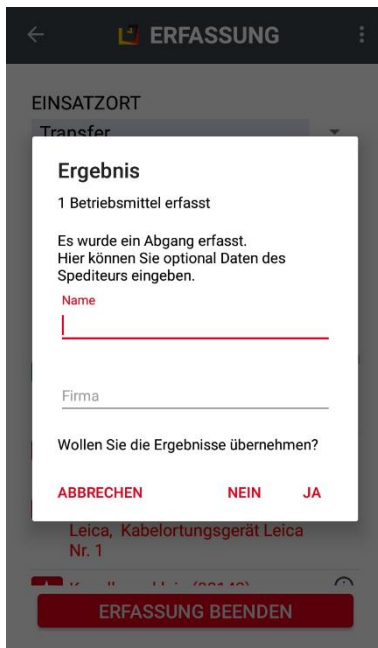 ERFASSUNG
EINSATZORT
Transfer
Ergebnis
1 Betriebsmittel erfasst
Es wurde ein Abgang erfasst.
Hier können Sie optional Daten des
Spediteurs eingeben.
Name
Firma
Wollen Sie die Ergebnisse übernehmen?
ABBRECHEN NEIN JA
Leica, Kabelortungsgerät Leica
Nr. 1
ERFASSUNG BEENDEN